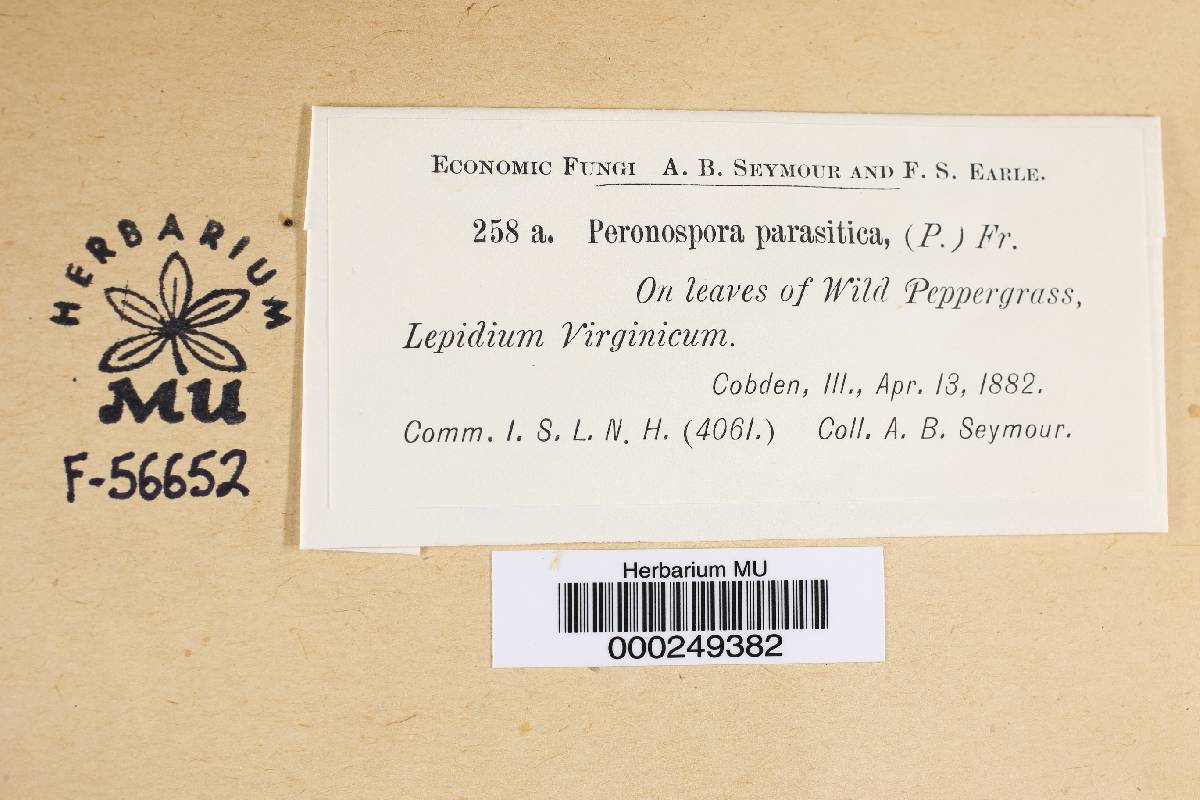 HERBARIUM
MU
F-56652
ECONOMIC FUNGI A. B. SEYMOUR AND F. S. EARLE.
258 a. Peronospora parasitica, (P.) Fr.
On leaves of Wild Peppergrass,
Lepidium Virginicum.
Cobden, Ill., Apr. 13, 1882.
Comm. I. S. L. N. H. (4061.) Coll. A. B. Seymour.
Herbarium MU
000249382